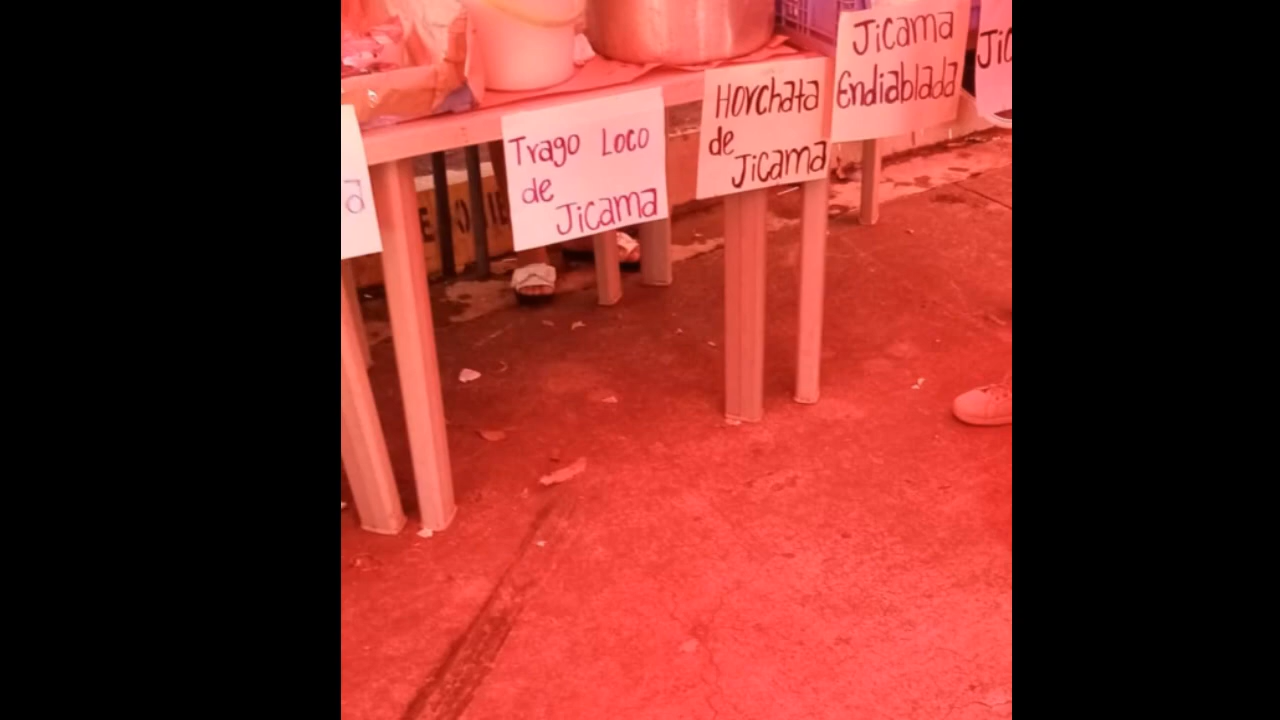 Trago Loco
de
Jicama
Horchata
de
Jicama
Jicama
Endiablada